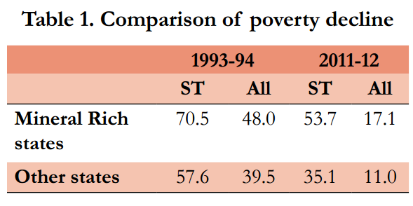 Table 1. Comparison of poverty decline
1993-94 2011-12
ST All ST All
Mineral Rich 70.5 48.0 53.7 17.1
states
Other states 57.6 39.5 35.1 11.0